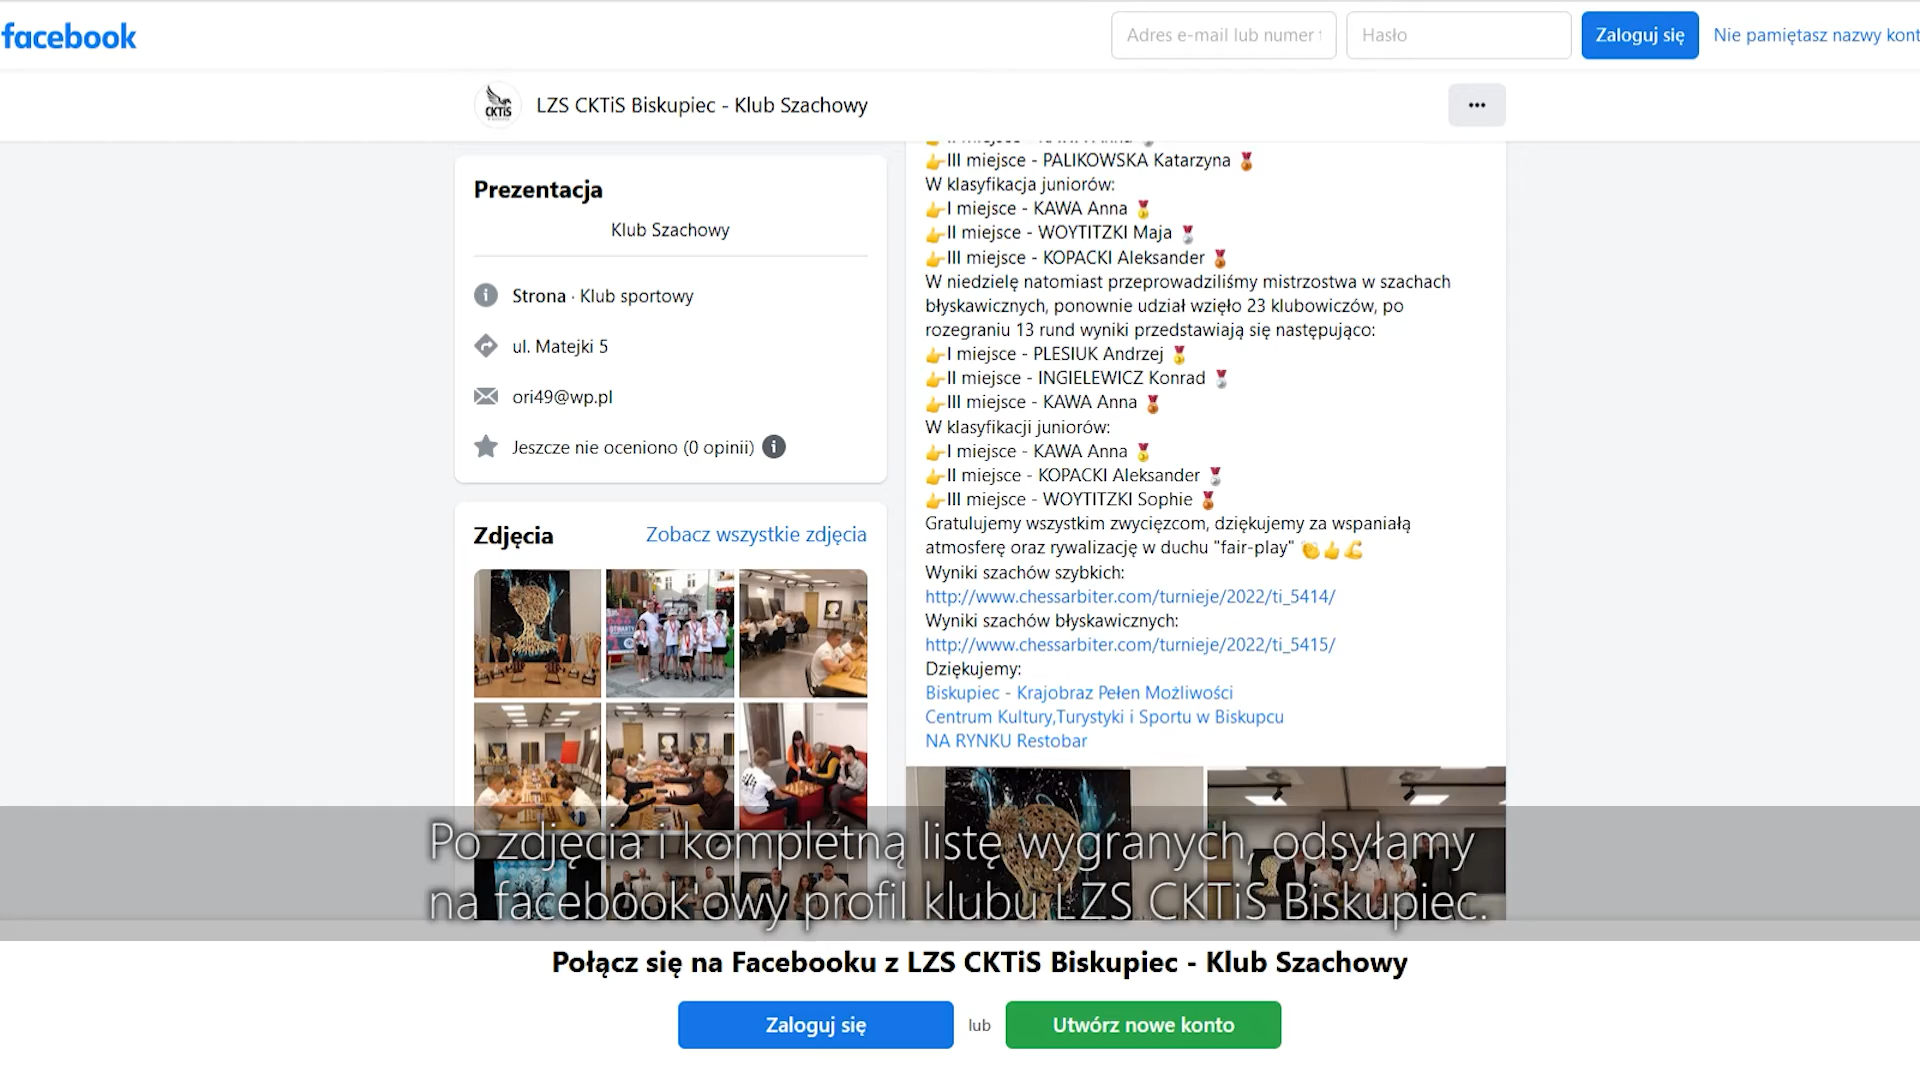 facebook
Adres e-mail lub numer
Hasło
Zaloguj się
Nie pamiętasz nazwy
CKTiS
LZS CKTiS Biskupiec - Klub Szachowy
Prezentacja
Klub Szachowy
Strona · Klub sportowy
ul. Matejki 5
ori49@wp.pl
Jeszcze nie oceniono (0 opinii)
Zdjęcia
Zobacz wszystkie zdjęcia
III miejsce - PALIKOWSKA Katarzyna
W klasyfikacja juniorów:
👉I miejsce - KAWA Anna 🥇
👉II miejsce - WOYTITZKI Maja 🥈
👉III miejsce - KOPACKI Aleksander 🥉
W niedzielę natomiast przeprowadziliśmy mistrzostwa w szachach
błyskawicznych, ponownie udział wzięło 23 klubowiczów, po
rozegraniu 13 rund wyniki przedstawiają się następująco:
👉I miejsce - PLESIUK Andrzej 🥇
👉II miejsce - INGIELEWICZ Konrad 🥈
👉III miejsce - KAWA Anna 🥉
W klasyfikacji juniorów:
👉I miejsce - KAWA Anna 🥇
👉II miejsce - KOPACKI Aleksander 🥈
👉III miejsce - WOYTITZKI Sophie 🥉
Gratulujemy wszystkim zwycięzcom, dziękujemy za wspaniałą
atmosferę oraz rywalizację w duchu "fair-play" 👏👍💪
Wyniki szachów szybkich:
http://www.chessarbiter.com/turnieje/2022/ti_5414/
Wyniki szachów błyskawicznych:
http://www.chessarbiter.com/turnieje/2022/ti_5415/
Dziękujemy:
Biskupiec - Krajobraz Pełen Możliwości
Centrum Kultury,Turystyki i Sportu w Biskupcu
NA RYNKU Restobar
Po zdjęcia i kompletną listę wygranych, odsyłamy
na facebook'owy profil klubu LZS CKTiS Biskupiec.
Połącz się na Facebooku z LZS CKTiS Biskupiec - Klub Szachowy
Zaloguj się
lub
Utwórz nowe konto